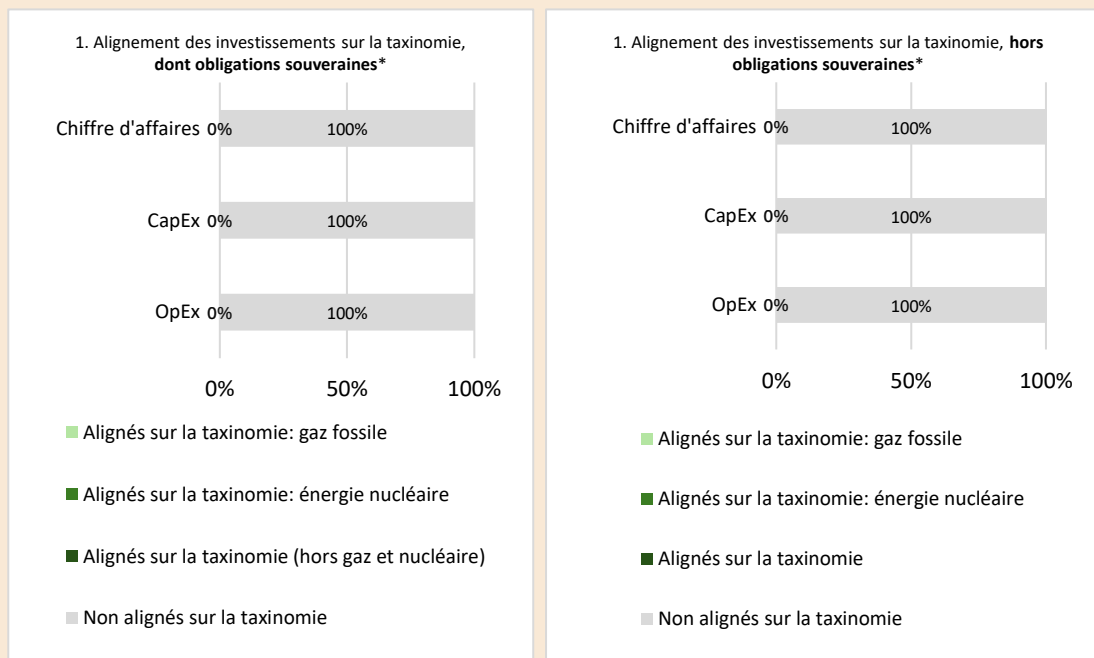 1. Alignement des investissements sur la taxinomie,
dont obligations souveraines*
Chiffre d'affaires 0% 100%
CapEx 0% 100%
OpEx 0% 100%
0% 50% 100%
Alignés sur la taxinomie: gaz fossile
Alignés sur la taxinomie: énergie nucléaire
Alignés sur la taxinomie (hors gaz et nucléaire)
Non alignés sur la taxinomie
1. Alignement des investissements sur la taxinomie, hors
obligations souveraines*
Chiffre d'affaires 0% 100%
CapEx 0% 100%
OpEx 0% 100%
0% 50% 100%
Alignés sur la taxinomie: gaz fossile
Alignés sur la taxinomie: énergie nucléaire
Alignés sur la taxinomie
Non alignés sur la taxinomie